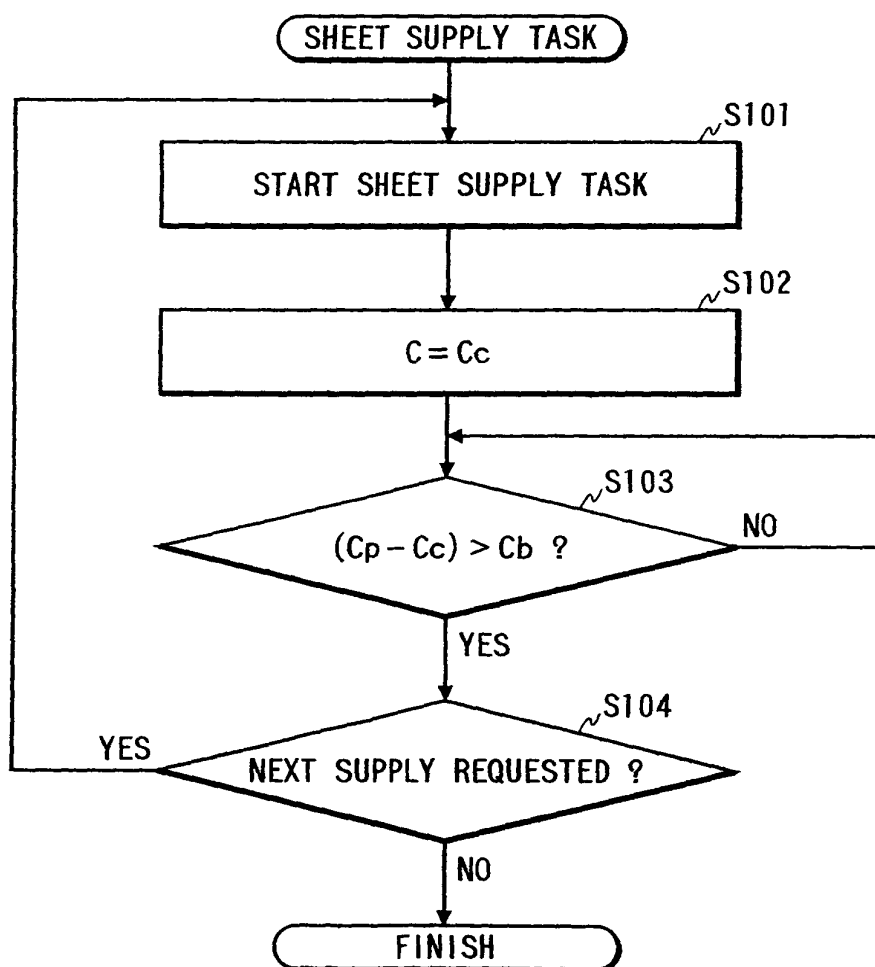 SHEET SUPPLY TASK
S101
START SHEET SUPPLY TASK
S102
C = Cc
S103
(Cp – Cc) > Cb ?
NO
YES
S104
YES
NEXT SUPPLY REQUESTED ?
NO
FINISH